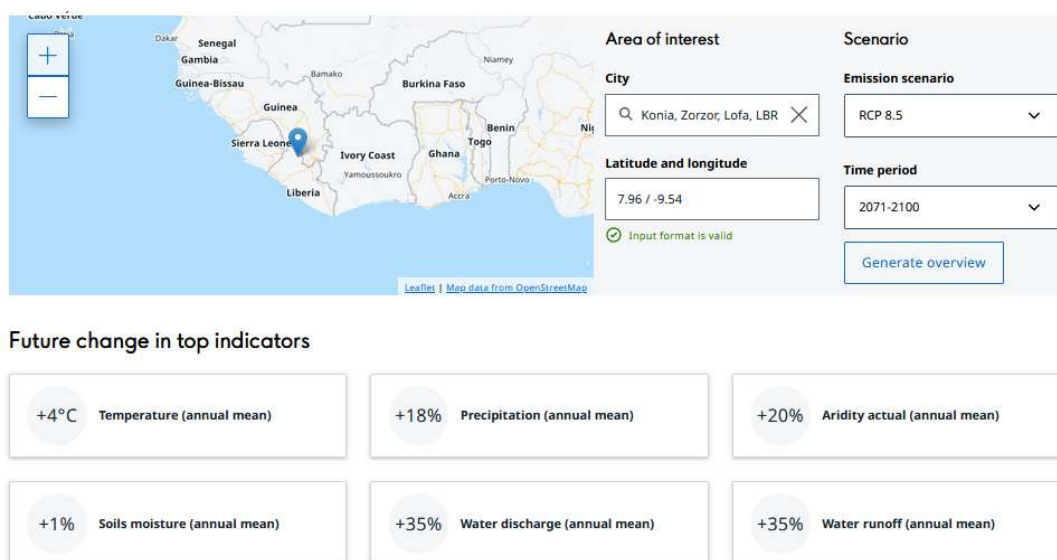 Cabo Verde
Praia
Dakar
Senegal
Gambia
Guinea-Bissau
Bamako
Niamey
Burkina Faso
Guinea
Sierra Leone
Ivory Coast
Yamoussoukro
Ghana
Togo
Benin
Porto-Novo
Accra
Liberia
Leaflet | Map data from OpenStreetMap
Area of interest
City
Konia, Zorzor, Lofa, LBR
Latitude and longitude
7.96 / -9.54
Input format is valid
Scenario
Emission scenario
RCP 8.5
Time period
2071-2100
Generate overview
Future change in top indicators
+4°C Temperature (annual mean)
+18% Precipitation (annual mean)
+20% Aridity actual (annual mean)
+1% Soils moisture (annual mean)
+35% Water discharge (annual mean)
+35% Water runoff (annual mean)